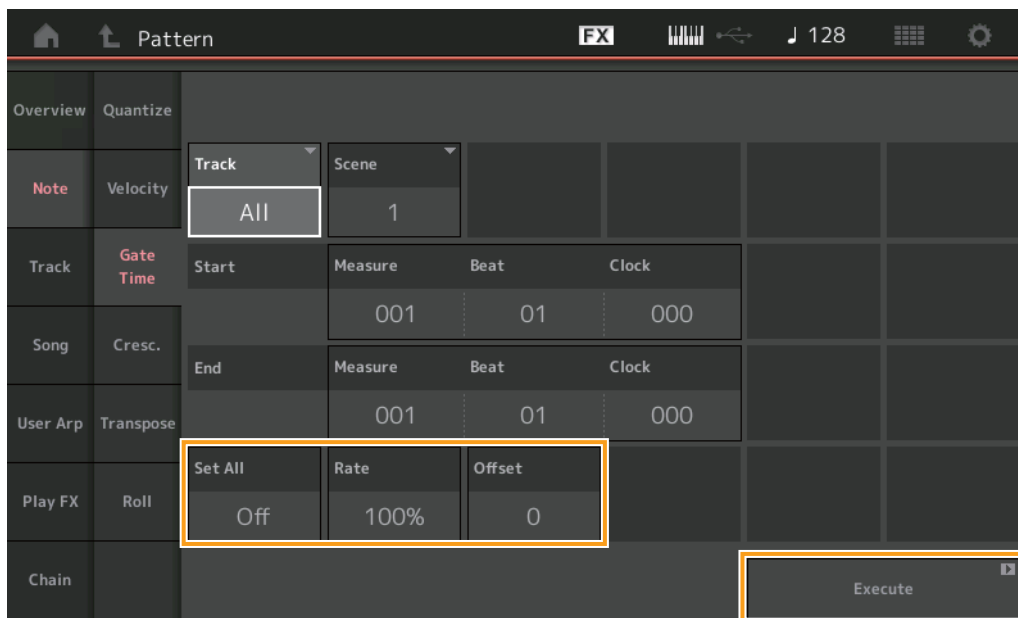 Pattern FX ♩ 128
Overview Quantize
Track Scene
Note Velocity
All 1
Track Gate Time Start Measure Beat Clock
001 01 000
Song Cresc.
End Measure Beat Clock
User Arp Transpose 001 01 000
Set All Rate Offset
Play FX Roll
Off 100% 0
Chain Execute